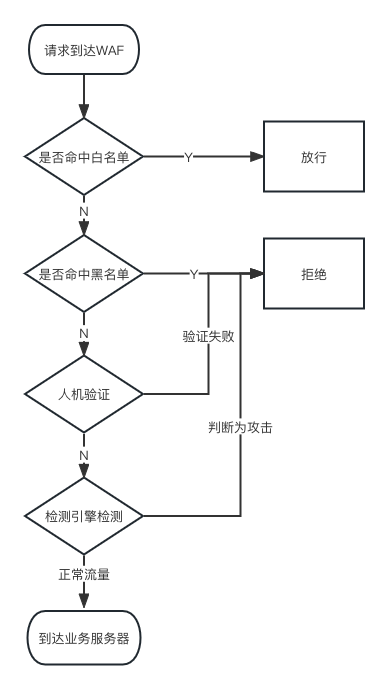 请求到达WAF
是否命中白名单
Y
放行
N
是否命中黑名单
Y
拒绝
N
验证失败
人机验证
判断为攻击
N
检测引擎检测
正常流量
到达业务服务器